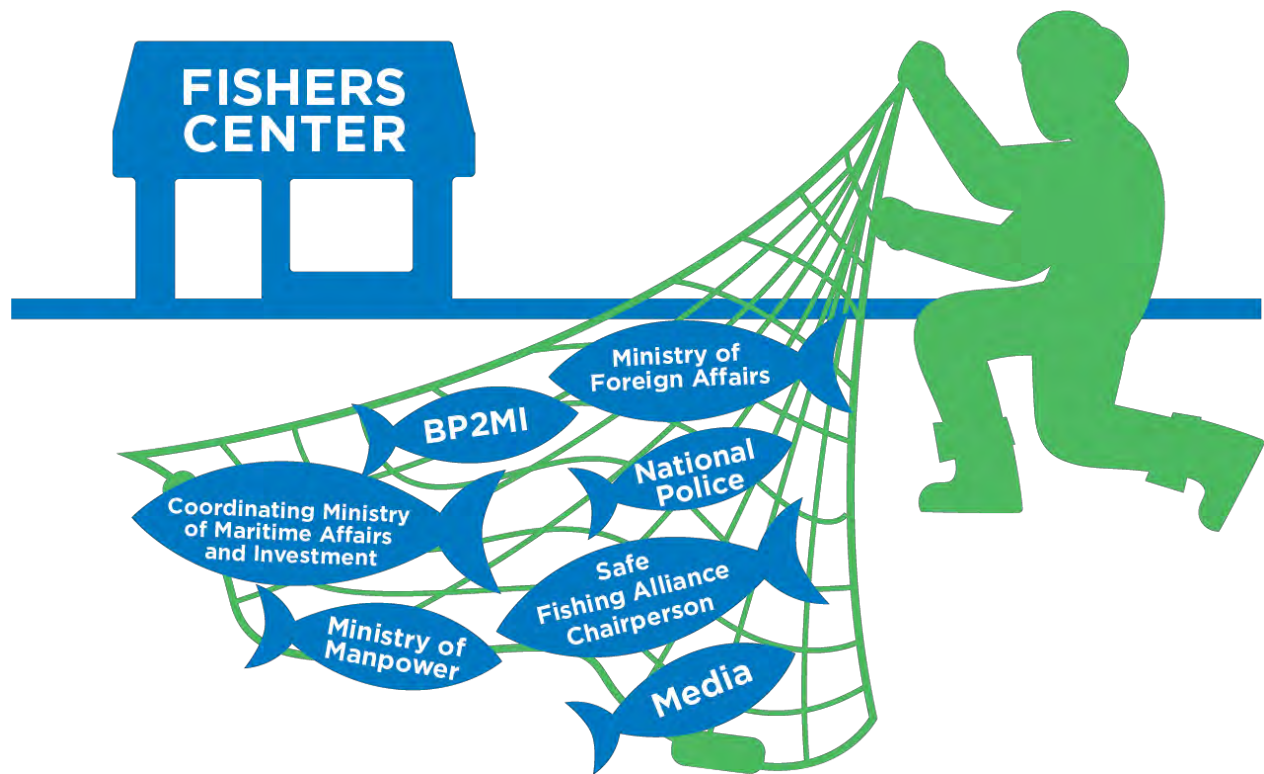 FISHERS
CENTER
Ministry of
Foreign Affairs
BP2MI
National
Police
Coordinating Ministry
of Maritime Affairs
and Investment
Safe
Fishing Alliance
Chairperson
Ministry of
Manpower
Media